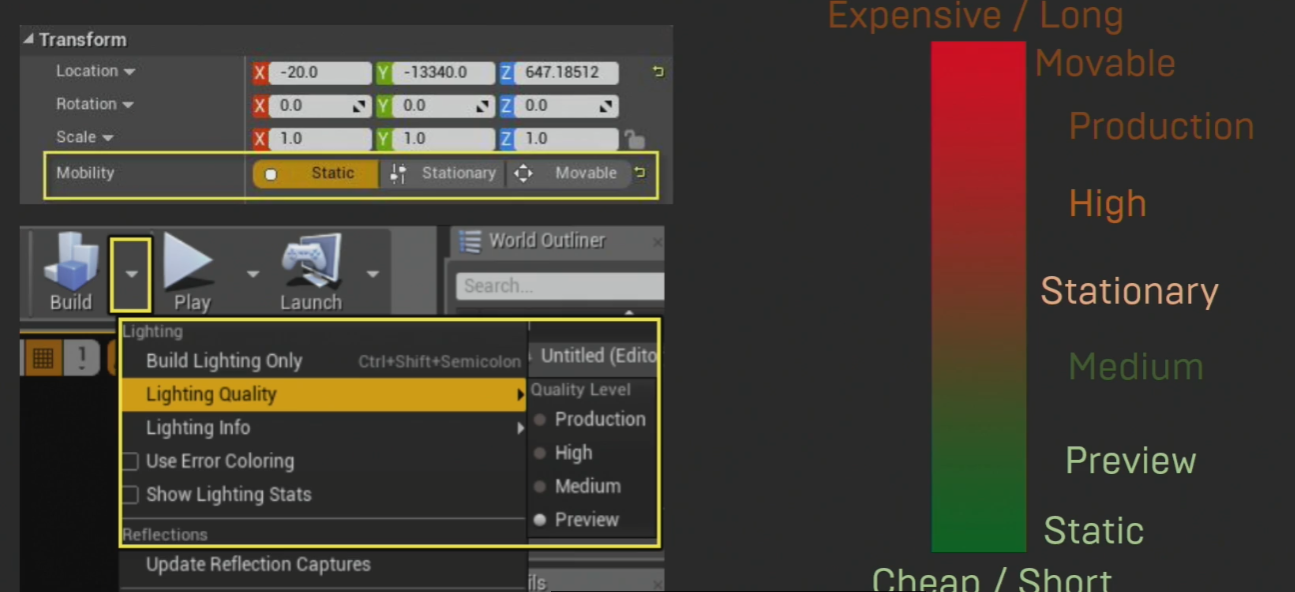 Transform
Location X -20.0 Y -13340.0 Z 647.18512
Rotation X 0.0 Y 0.0 Z 0.0
Scale X 1.0 Y 1.0 Z 1.0
Mobility Static Stationary Movable
Build Play Launch
World Outliner
Search...
1
Lighting
Build Lighting Only Ctrl+Shift+Semicolon
Lighting Quality
Lighting Info
Use Error Coloring
Show Lighting Stats
Reflections
Update Reflection Captures
Untitled (Edito
Quality Level
Production
High
Medium
Preview
ils
Expensive / Long
Movable
Production
High
Stationary
Medium
Preview
Static
Cheap / Short